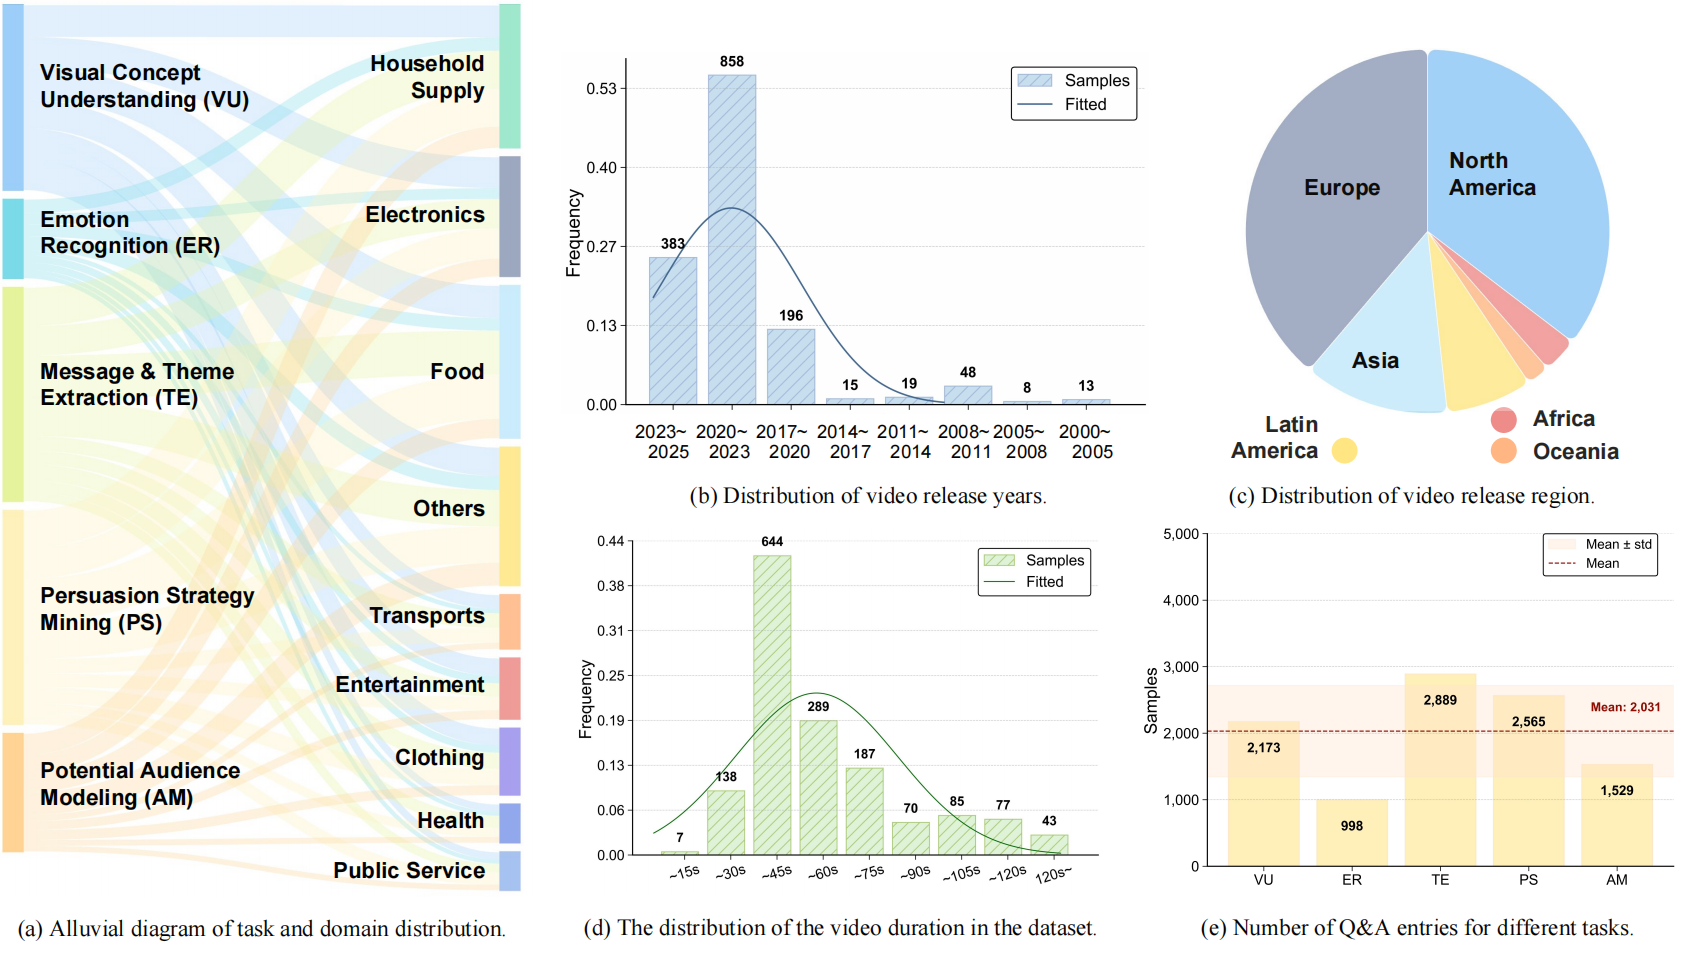 Visual Concept
Understanding (VU)
Emotion
Recognition (ER)
Message & Theme
Extraction (TE)
Persuasion Strategy
Mining (PS)
Potential Audience
Modeling (AM)
Household
Supply
Electronics
Food
Others
Transports
Entertainment
Clothing
Health
Public Service
(a) Alluvial diagram of task and domain distribution.
Frequency
0.53
0.40
0.27
0.13
0.00
858
383
196
15
19
48
8
13
Samples
Fitted
2023~ 2020~ 2017~ 2014~ 2011~ 2008~ 2005~ 2000~
2025 2023 2020 2017 2014 2011 2008 2005
(b) Distribution of video release years.
Europe
North
America
Asia
Latin
America
Africa
Oceania
(c) Distribution of video release region.
Frequency
0.44
0.38
0.31
0.25
0.19
0.13
0.06
0.00
644
289
187
138
7
70
85
77
43
Samples
Fitted
~15s ~30s ~45s ~60s ~75s ~90s ~105s ~120s 120s~
(d) The distribution of the video duration in the dataset.
Samples
5,000
4,000
3,000
2,000
1,000
0
Mean ± std
Mean
Mean: 2,031
2,173
998
2,889
2,565
1,529
VU ER TE PS AM
(e) Number of Q&A entries for different tasks.